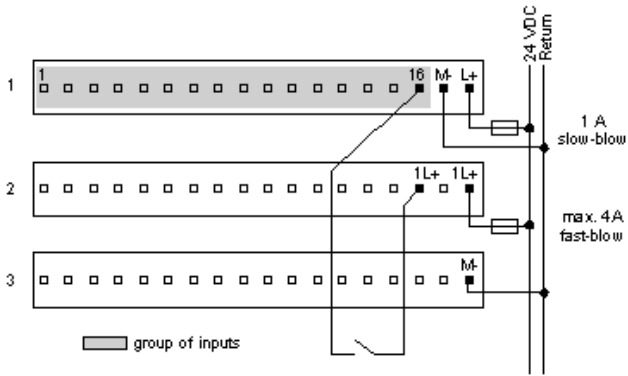 24 VDC
Return
1
1
16 M- L+
1 A
slow-blow
2
1L+ 1L+
max. 4A
fast-blow
3
M-
group of inputs